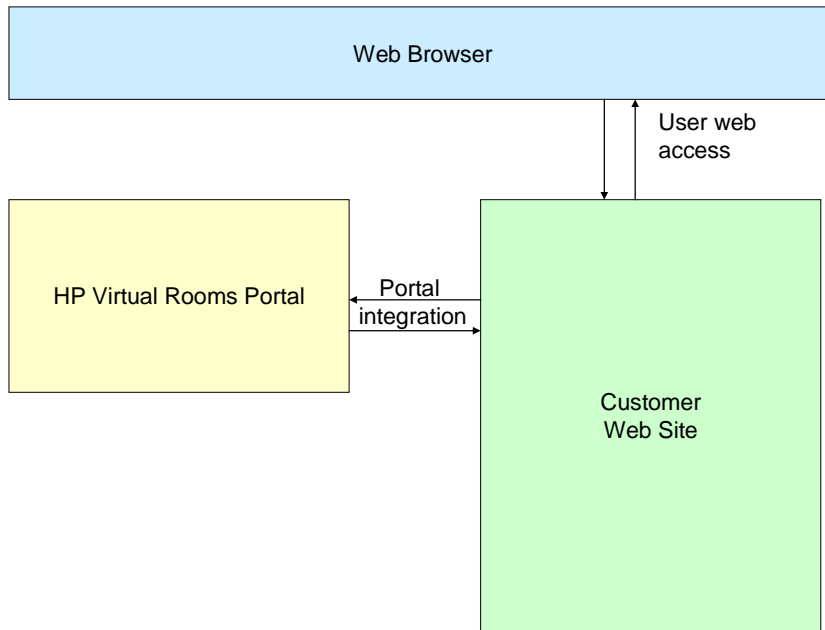 Web Browser
User web
access
HP Virtual Rooms Portal
Portal
integration
Customer
Web Site